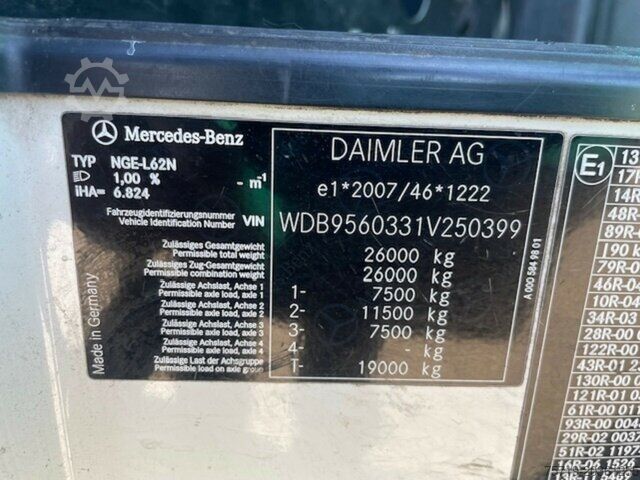 Mercedes-Benz
TYP NGE-L62N
1,00 % - m⁻¹
iHA= 6.824
Fahrzeugidentifizierungsnummer
Vehicle Identification Number VIN
Zulässiges Gesamtgewicht
Permissible total weight
Zulässiges Zug-Gesamtgewicht
Permissible combination weight
Zulässige Achslast, Achse 1
Permissible axle load, axle 1
Zulässige Achslast, Achse 2
Permissible axle load, axle 2
Zulässige Achslast, Achse 3
Permissible axle load, axle 3
Zulässige Achslast, Achse 4
Permissible axle load, axle 4
Zulässige Last der Achsgruppe
Permissible load on axle group
Made in Germany
DAIMLER AG
e1*2007/46*1222
WDB9560331V250399
26000 kg
26000 kg
1- 7500 kg
2- 11500 kg
3- 7500 kg
4- - kg
T- 19000 kg
A 000 584 98 01
E1
13
17R
14R
48R
89R-0
79R-0
46R-04
10R-04
34R-03
28R-00
122R-00
43R-01
130R-00
121R-01
61R-00
93R-00
29R-02
51R-02
16R-06
13R-11